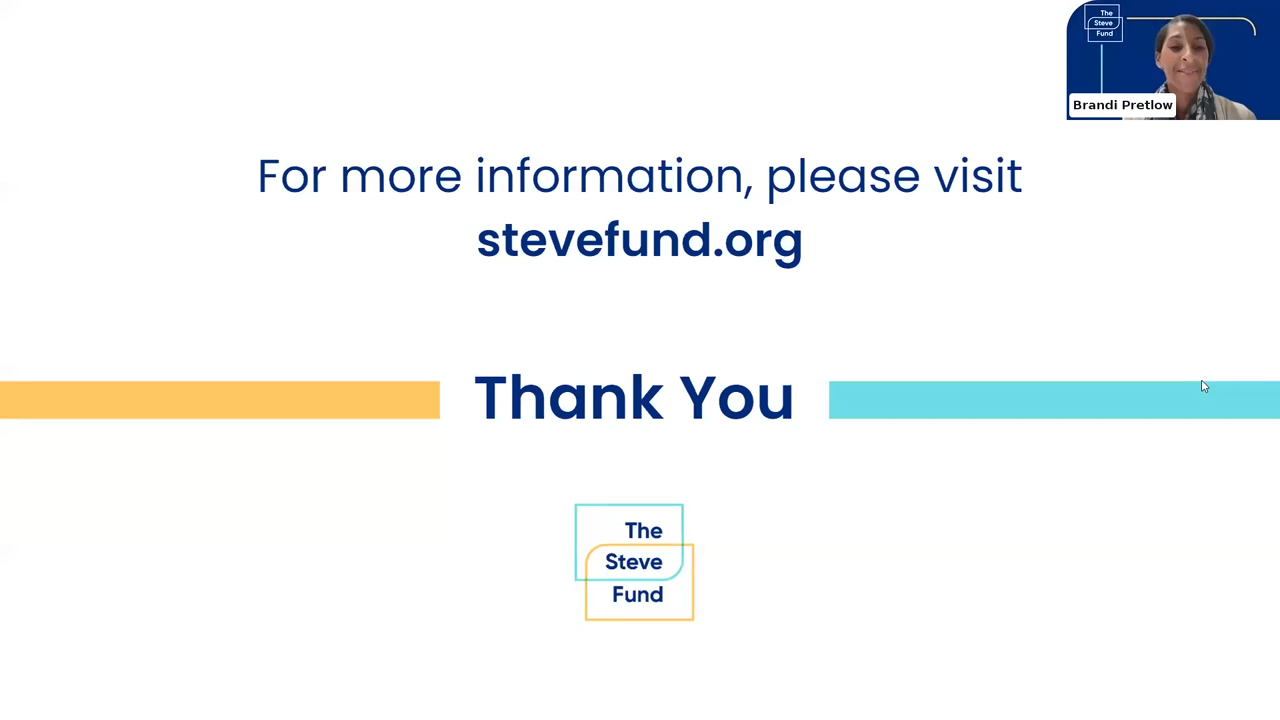 The
Steve
Fund
Brandi Pretlow
For more information, please visit
stevefund.org
Thank You
The
Steve
Fund